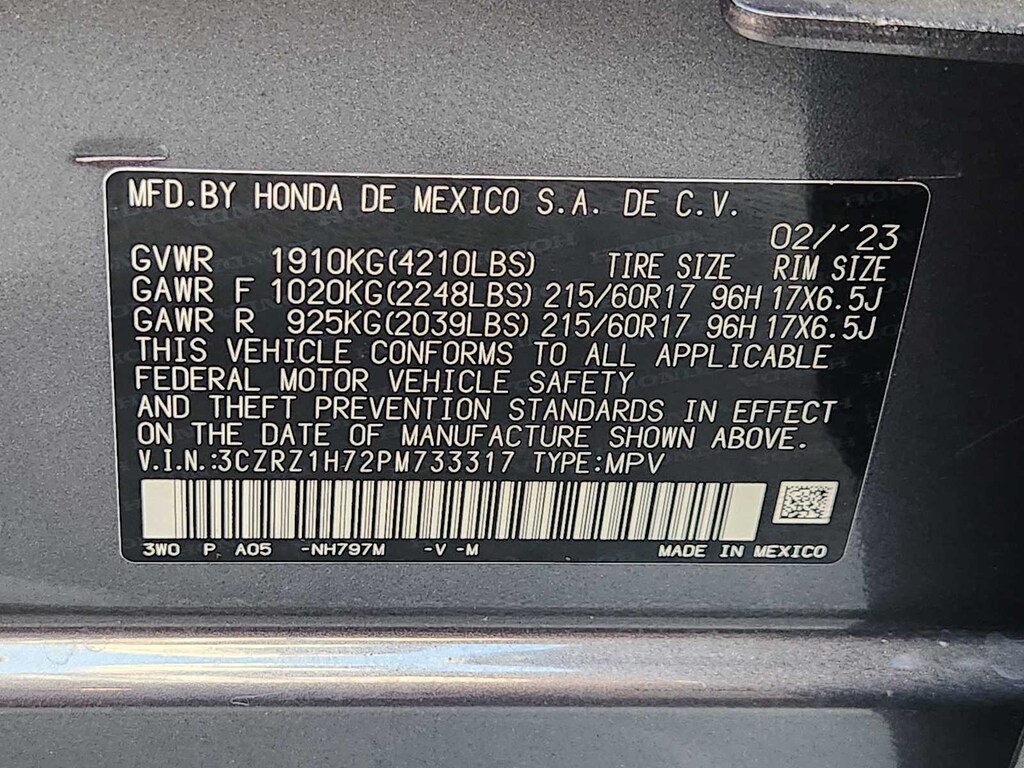 MFD.BY HONDA DE MEXICO S.A. DE C.V.
02/'23
GVWR 1910KG(4210LBS) TIRE SIZE RIM SIZE
GAWR F 1020KG(2248LBS) 215/60R17 96H 17X6.5J
GAWR R 925KG(2039LBS) 215/60R17 96H 17X6.5J
THIS VEHICLE CONFORMS TO ALL APPLICABLE
FEDERAL MOTOR VEHICLE SAFETY
AND THEFT PREVENTION STANDARDS IN EFFECT
ON THE DATE OF MANUFACTURE SHOWN ABOVE.
V.I.N.:3CZRZ1H72PM733317 TYPE:MPV
3W0 P A05 -NH797M -V -M MADE IN MEXICO